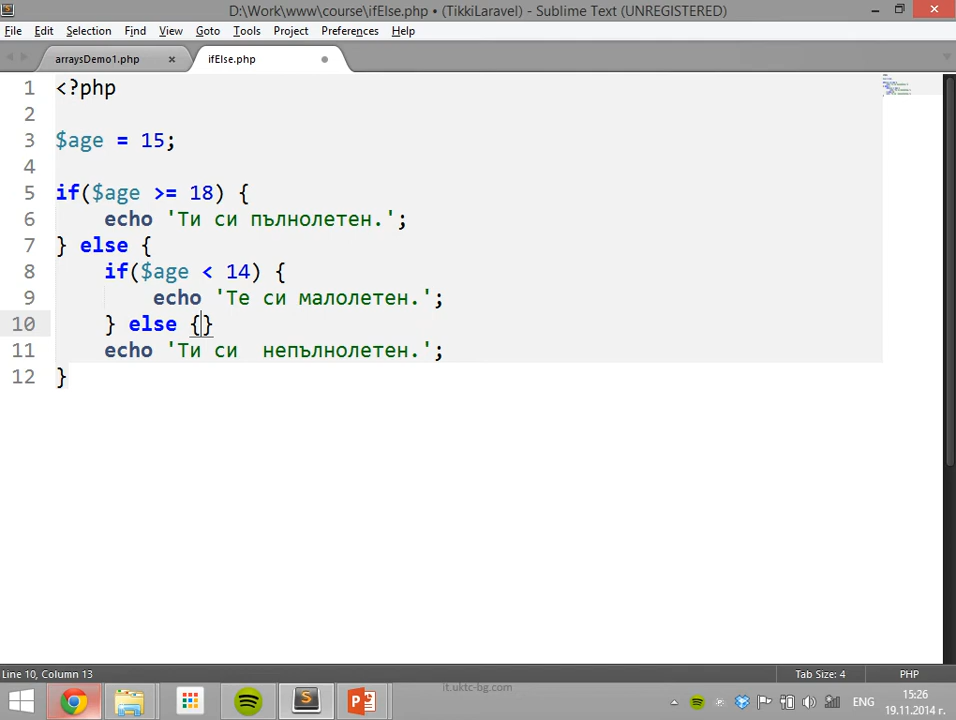 D:\Work\www\course\ifElse.php • (TikkiLaravel) - Sublime Text (UNREGISTERED)
File Edit Selection Find View Goto Tools Project Preferences Help
arraysDemo1.php × ifElse.php
1 <?php
2
3 $age = 15;
4
5 if($age >= 18) {
6     echo 'Ти си пълнолетен.';
7 } else {
8     if($age < 14) {
9         echo 'Те си малолетен.';
10     } else {}
11     echo 'Ти си  непълнолетен.';
12 }
Line 10, Column 13 Tab Size: 4 PHP
it.uktc-bg.com
ENG 15:26
19.11.2014 г.